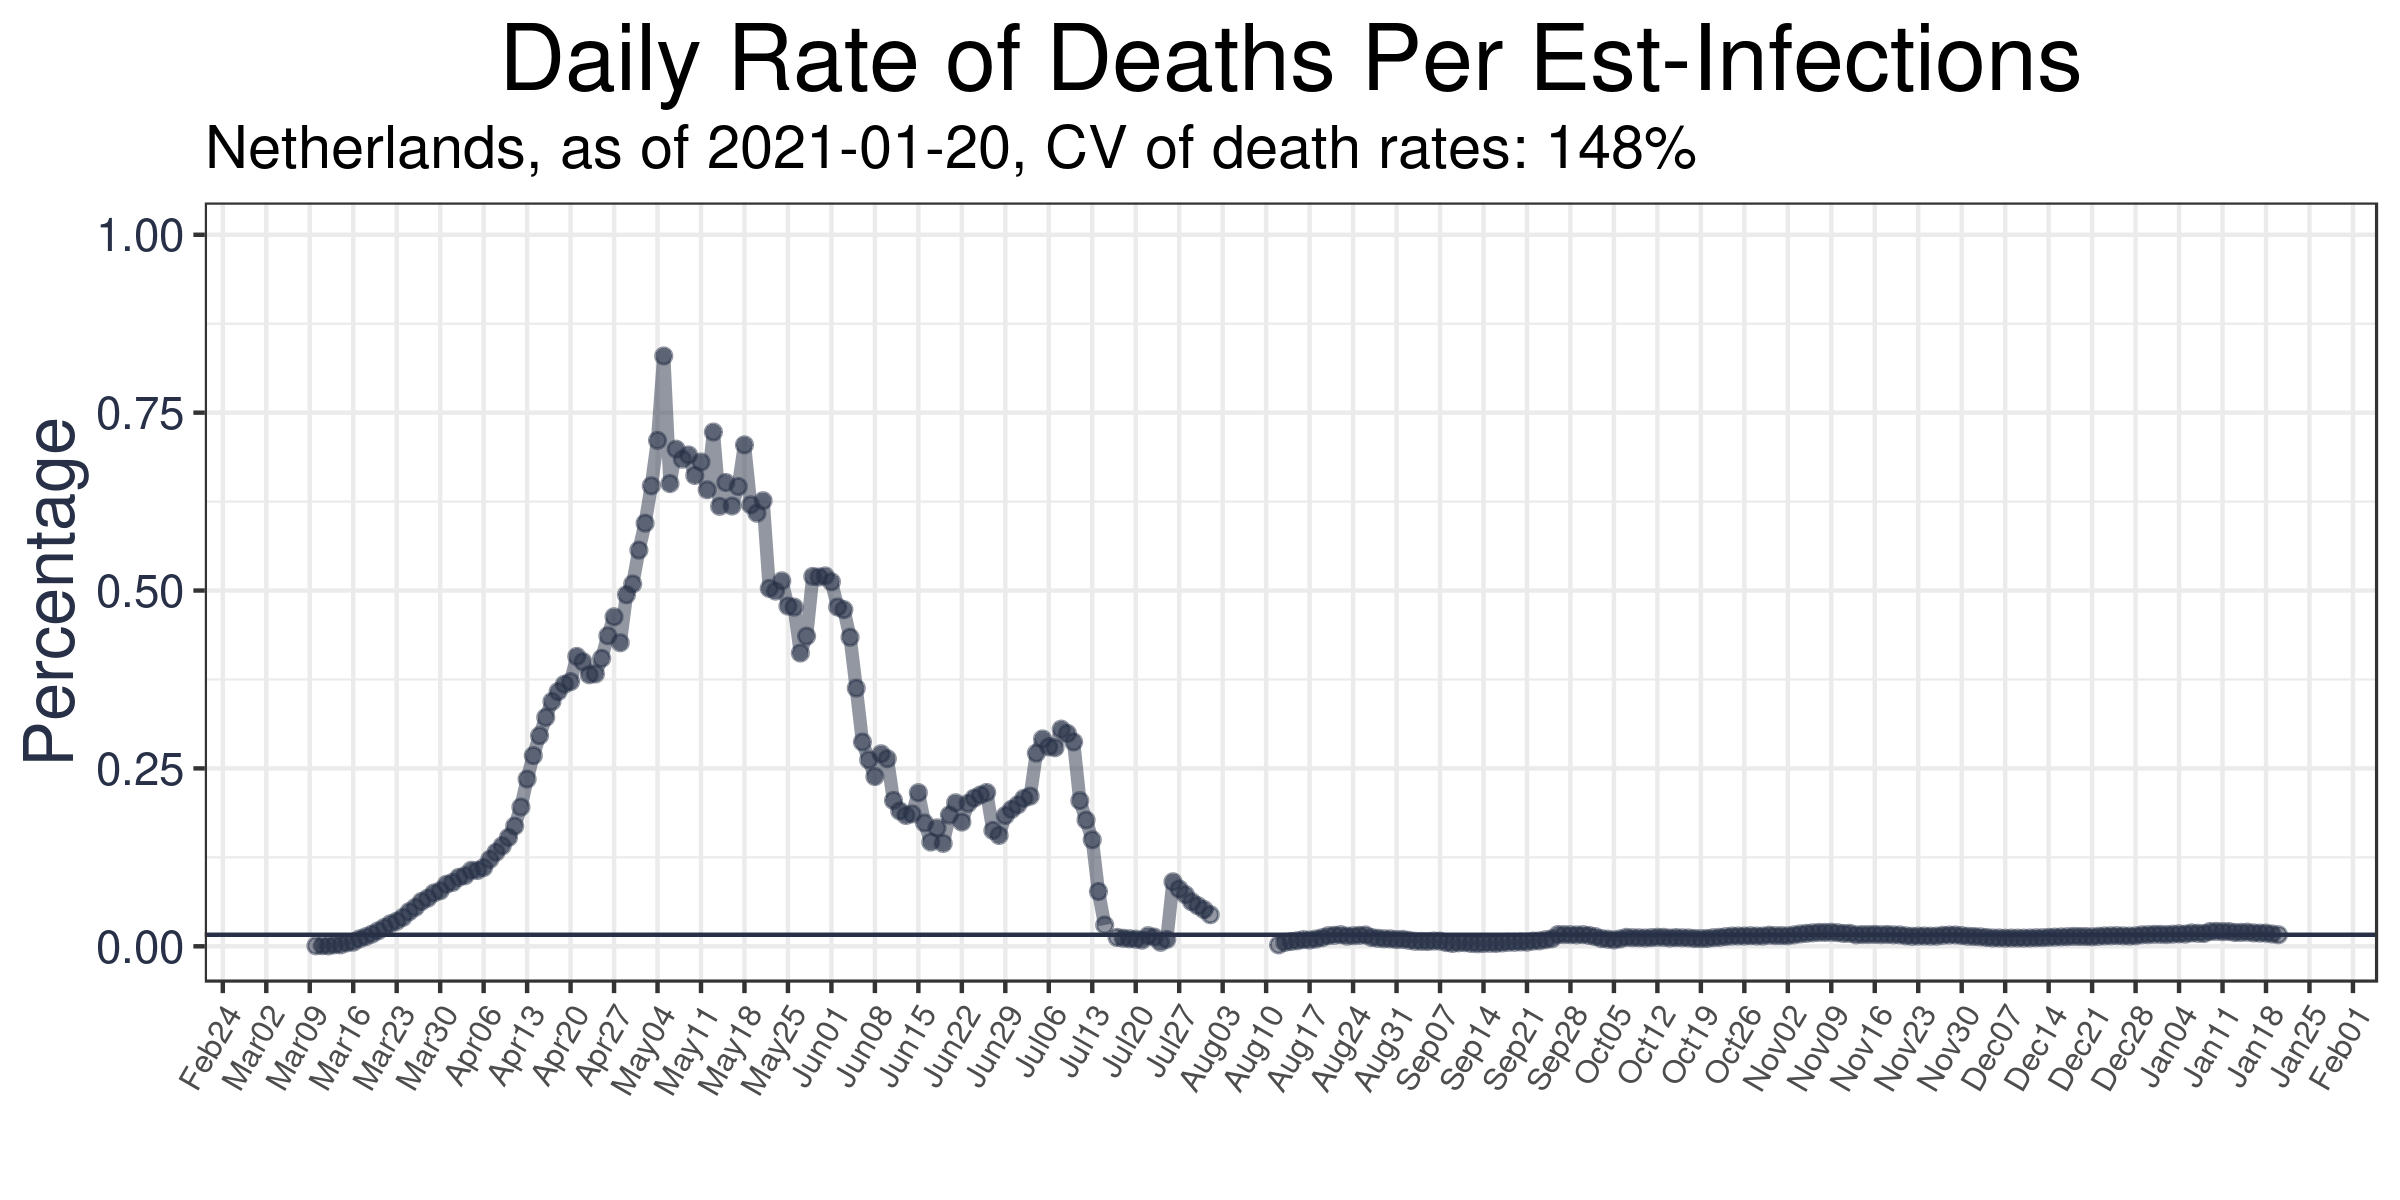 Daily Rate of Deaths Per Est-Infections
Netherlands, as of 2021-01-20, CV of death rates: 148%
Percentage
1.00
0.75
0.50
0.25
0.00
Feb24 Mar02 Mar09 Mar16 Mar23 Mar30 Apr06 Apr13 Apr20 Apr27 May04 May11 May18 May25 Jun01 Jun08 Jun15 Jun22 Jun29 Jul06 Jul13 Jul20 Jul27 Aug03 Aug10 Aug17 Aug24 Aug31 Sep07 Sep14 Sep21 Sep28 Oct05 Oct12 Oct19 Oct26 Nov02 Nov09 Nov16 Nov23 Nov30 Dec07 Dec14 Dec21 Dec28 Jan04 Jan11 Jan18 Jan25 Feb01